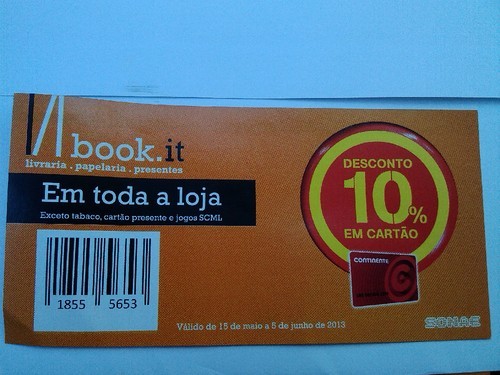 book.it
livraria . papelaria . presentes
Em toda a loja
Exceto tabaco, cartão presente e jogos SCML
DESCONTO
10%
EM CARTÃO
CONTINENTE
1855 5653
Válido de 15 de maio a 5 de junho de 2013
SONAE